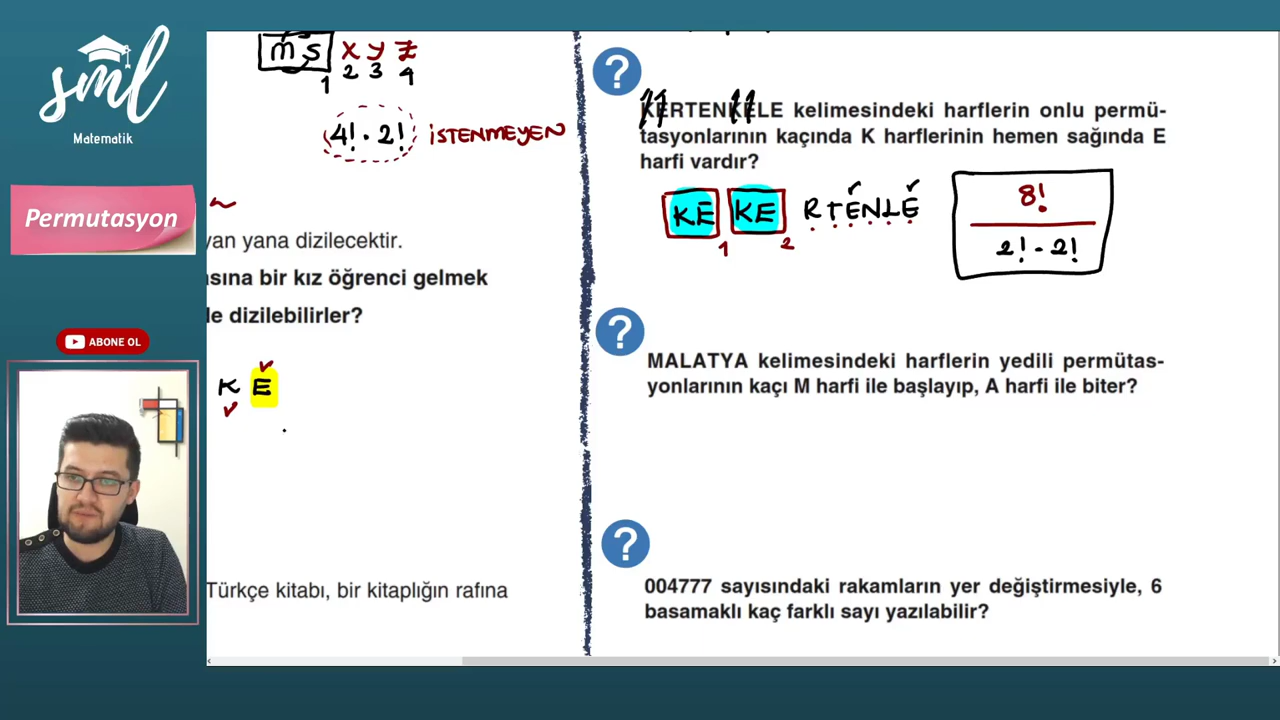 sml
Matematik
Permutasyon
ABONE OL
mş x y z
1 2 3 4
4! . 2! İSTENMEYEN
yan yana dizilecektir.
asına bir kız öğrenci gelmek
le dizilebilirler?
K E
Türkçe kitabı, bir kitaplığın rafına
?
KERTENKELE kelimesindeki harflerin onlu permü-
tasyonlarının kaçında K harflerinin hemen sağında E
harfi vardır?
KE KE RTENLE
1 2
8!
2! - 2!
?
MALATYA kelimesindeki harflerin yedili permütas-
yonlarının kaçı M harfi ile başlayıp, A harfi ile biter?
?
004777 sayısındaki rakamların yer değiştirmesiyle, 6
basamaklı kaç farklı sayı yazılabilir?